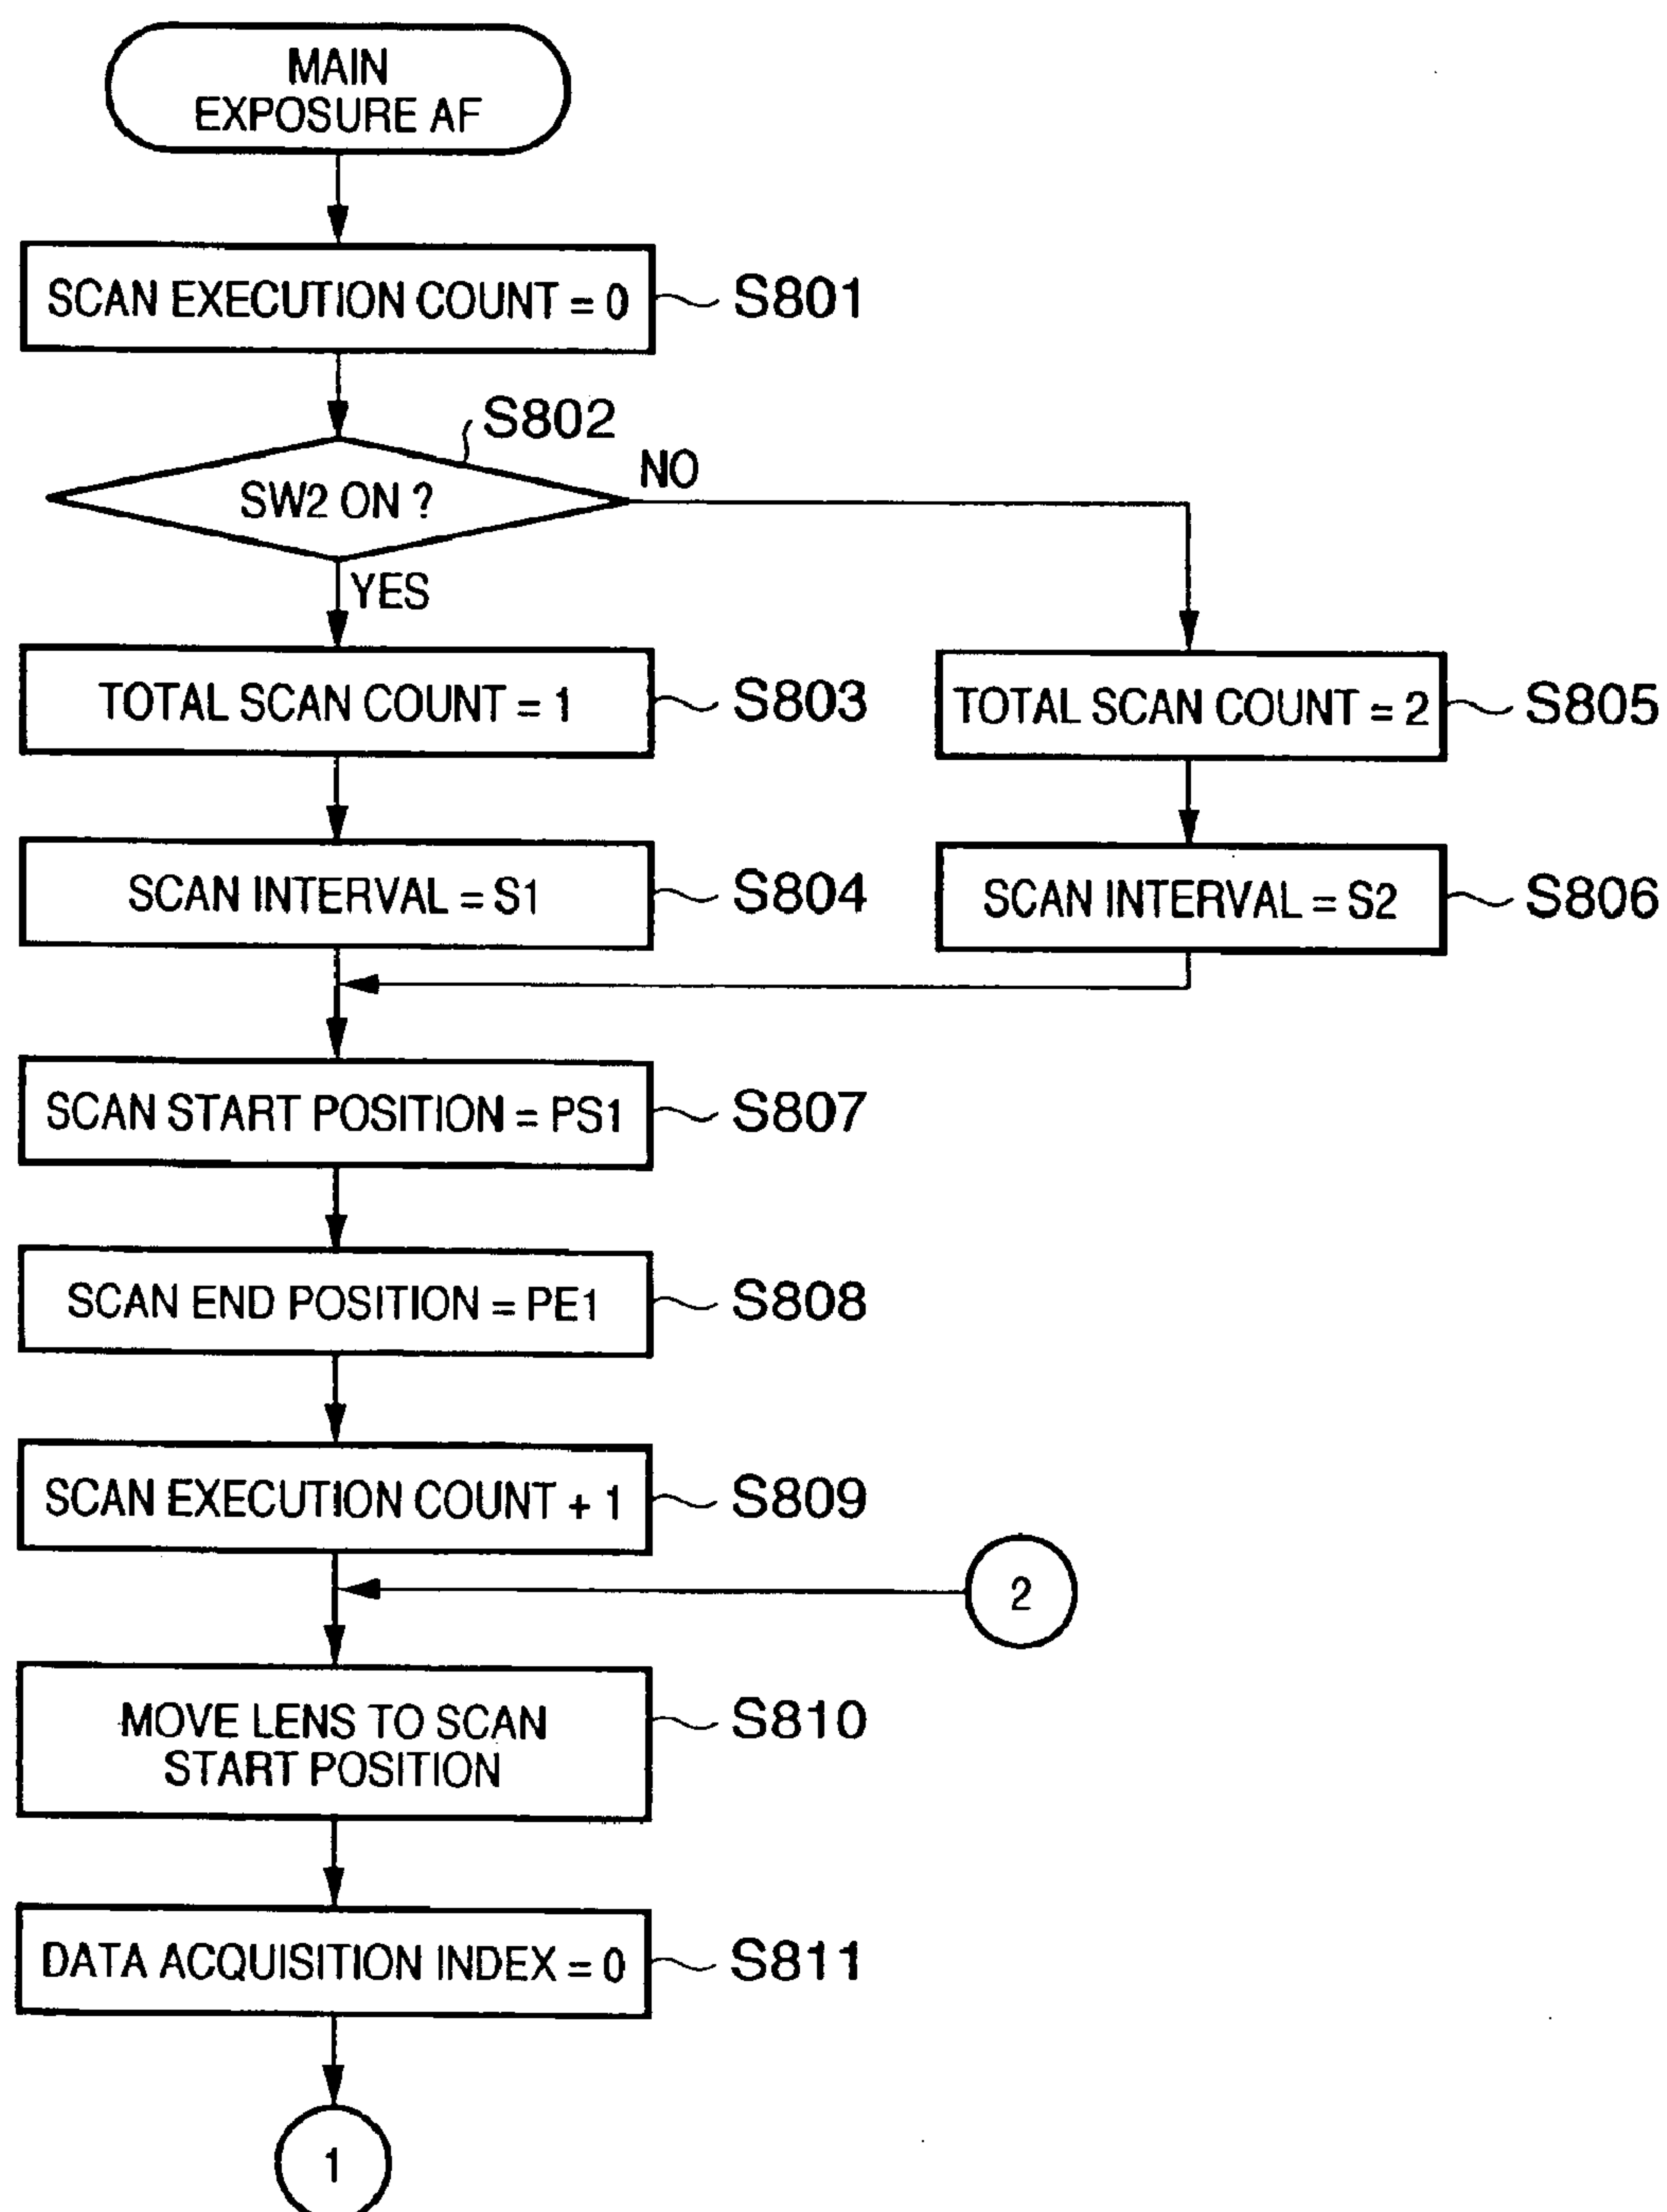 MAIN
EXPOSURE AF
SCAN EXECUTION COUNT = 0
S801
S802
SW2 ON ?
NO
YES
TOTAL SCAN COUNT = 1
S803
TOTAL SCAN COUNT = 2
S805
SCAN INTERVAL = S1
S804
SCAN INTERVAL = S2
S806
SCAN START POSITION = PS1
S807
SCAN END POSITION = PE1
S808
SCAN EXECUTION COUNT + 1
S809
2
MOVE LENS TO SCAN
START POSITION
S810
DATA ACQUISITION INDEX = 0
S811
1